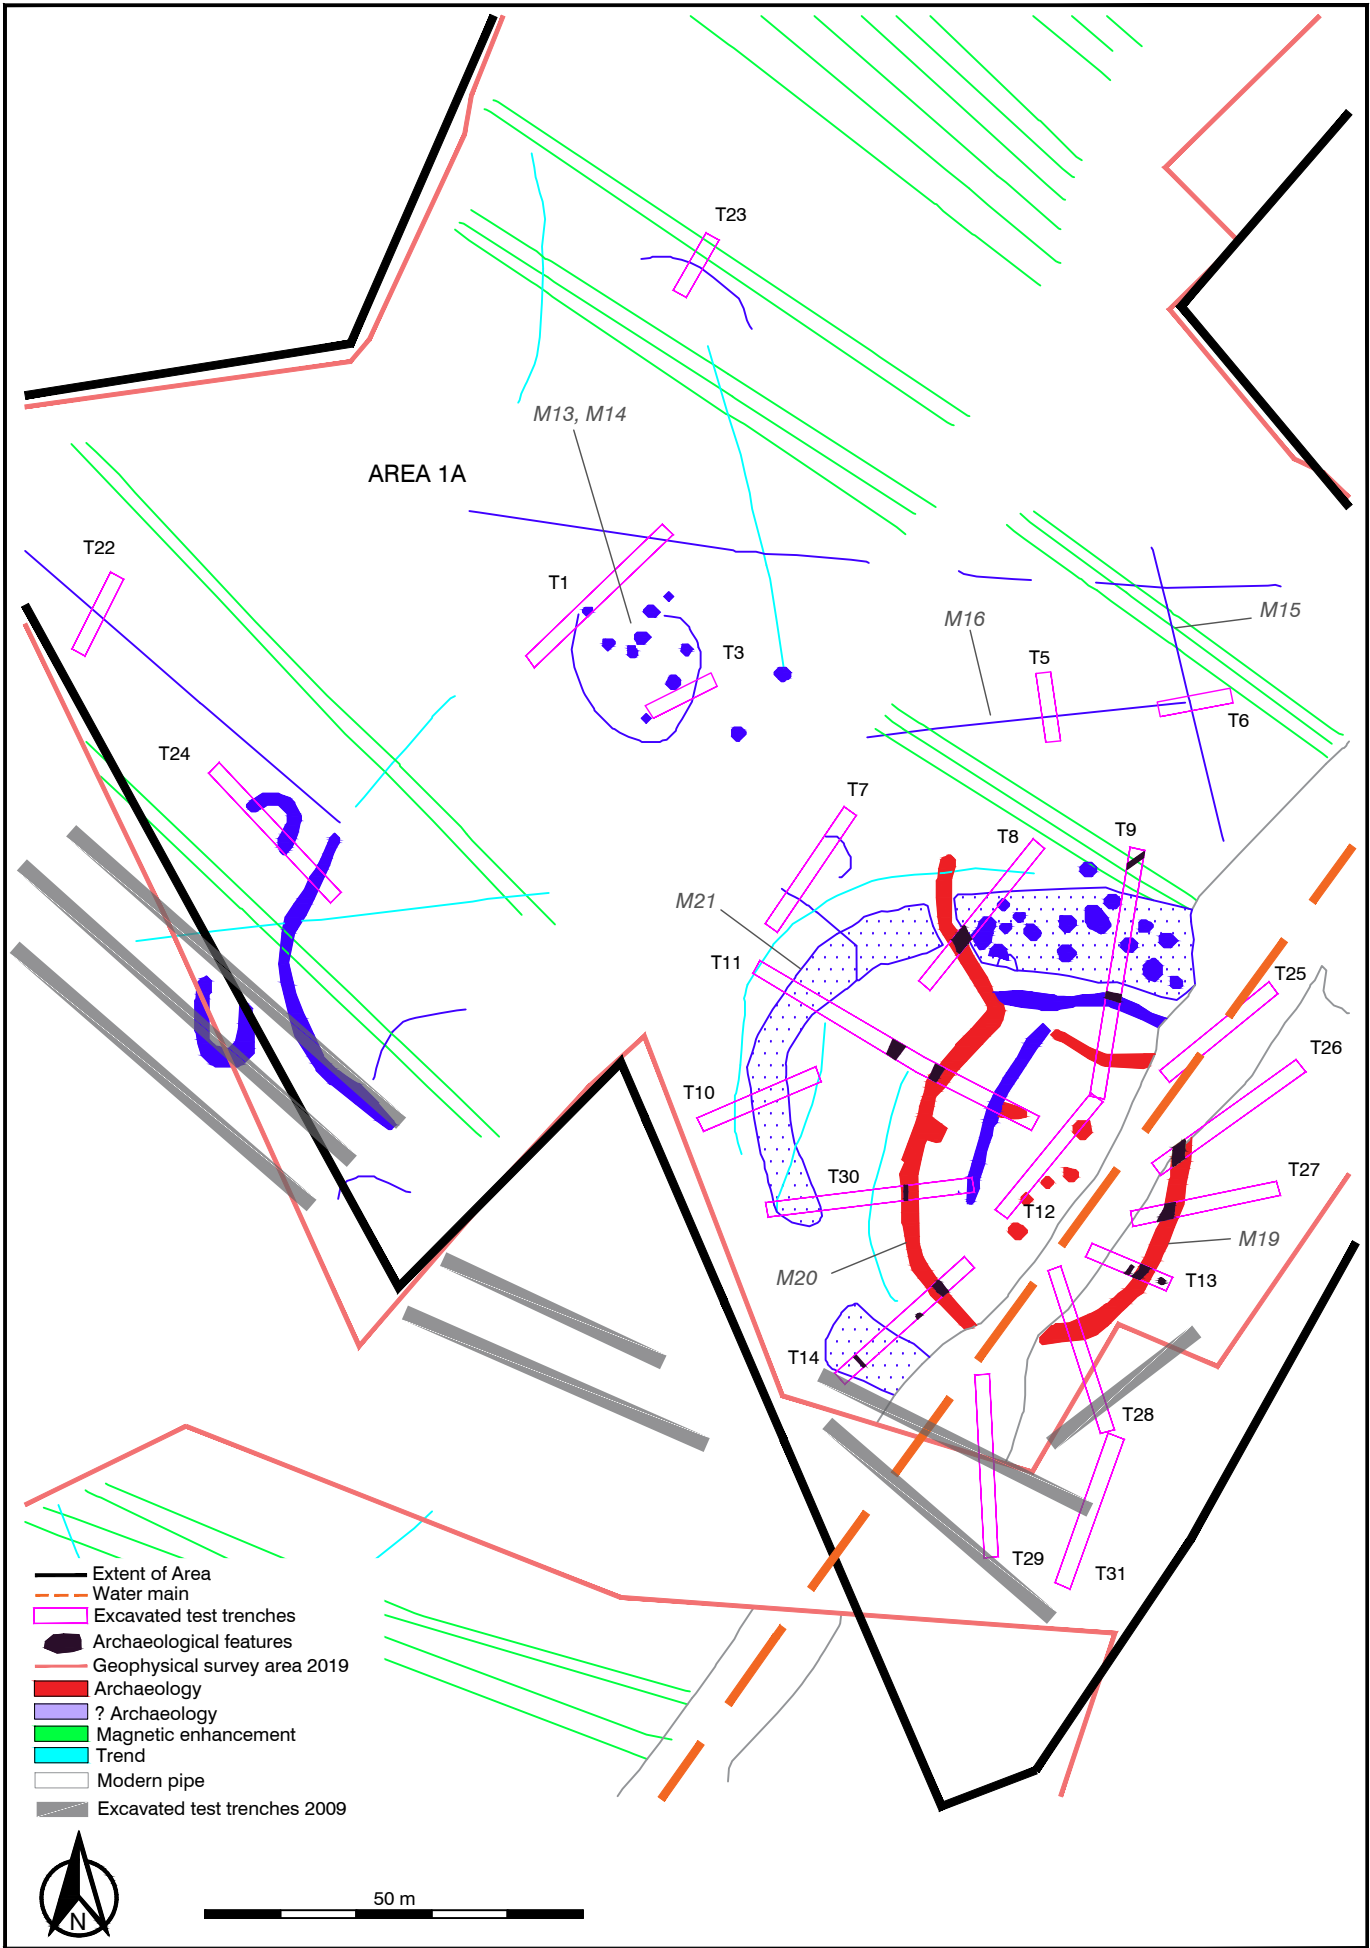 T23
M13, M14
AREA 1A
T22
T1
M15
M16
T3
T5
T6
T24
T7
T8
T9
M21
T11
T25
T26
T10
T27
T30
T12
M19
M20
T13
T14
T28
T29
T31
Extent of Area
Water main
Excavated test trenches
Archaeological features
Geophysical survey area 2019
Archaeology
? Archaeology
Magnetic enhancement
Trend
Modern pipe
Excavated test trenches 2009
50 m
N